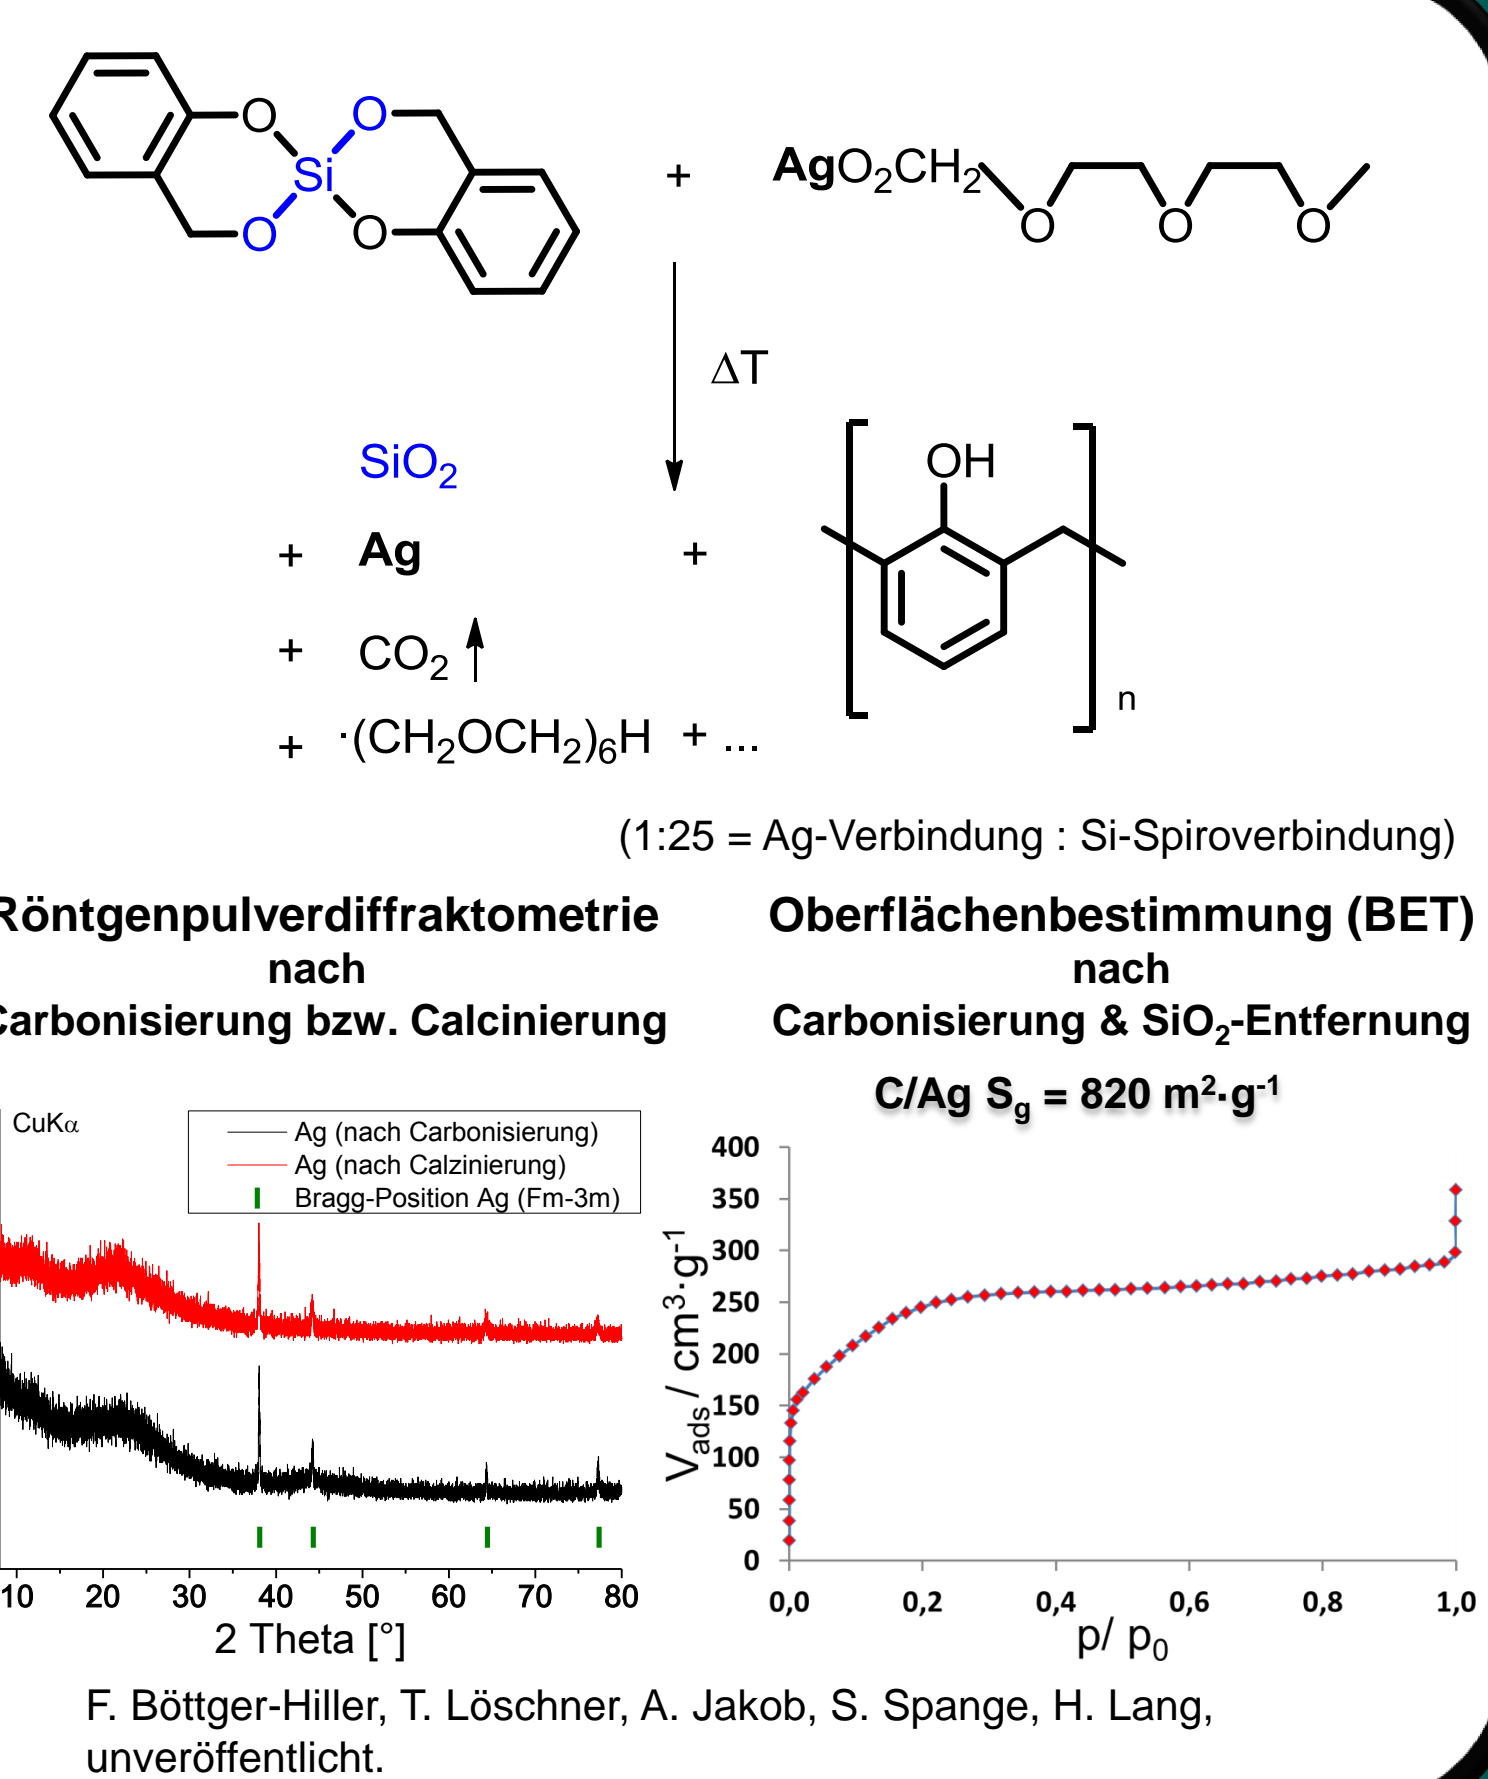 O O
Si
O O
+
AgO₂CCH₂
O O O
ΔT
SiO₂
OH
+ Ag +
+ CO₂
n
+ ·(CH₂OCH₂)₆H + ...
(1:25 = Ag-Verbindung : Si-Spiroverbindung)
Röntgenpulverdiffraktometrie
nach
Carbonisierung bzw. Calcinierung
Oberflächenbestimmung (BET)
nach
Carbonisierung & SiO₂-Entfernung
C/Ag Sg = 820 m²·g⁻¹
CuKα
Ag (nach Carbonisierung)
Ag (nach Calzinierung)
Bragg-Position Ag (Fm-3m)
10 20 30 40 50 60 70 80
2 Theta [°]
Vads / cm³·g⁻¹
400
350
300
250
200
150
100
50
0
0,0 0,2 0,4 0,6 0,8 1,0
p/ p₀
F. Böttger-Hiller, T. Löschner, A. Jakob, S. Spange, H. Lang,
unveröffentlicht.